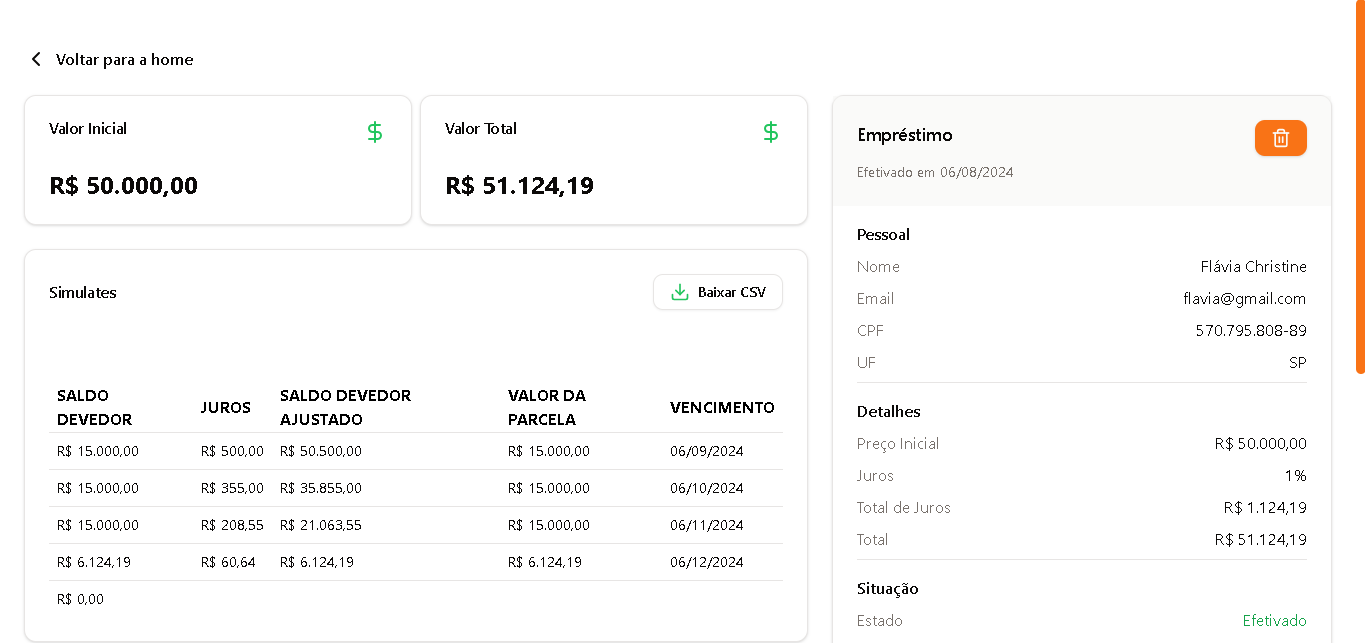 Voltar para a home
Valor Inicial
R$ 50.000,00
Valor Total
R$ 51.124,19
Simulates
Baixar CSV
SALDO DEVEDOR JUROS SALDO DEVEDOR AJUSTADO VALOR DA PARCELA VENCIMENTO
R$ 15.000,00 R$ 500,00 R$ 50.500,00 R$ 15.000,00 06/09/2024
R$ 15.000,00 R$ 355,00 R$ 35.855,00 R$ 15.000,00 06/10/2024
R$ 15.000,00 R$ 208,55 R$ 21.063,55 R$ 15.000,00 06/11/2024
R$ 6.124,19 R$ 60,64 R$ 6.124,19 R$ 6.124,19 06/12/2024
R$ 0,00
Empréstimo
Efetivado em 06/08/2024
Pessoal
Nome Flávia Christine
Email flavia@gmail.com
CPF 570.795.808-89
UF SP
Detalhes
Preço Inicial R$ 50.000,00
Juros 1%
Total de Juros R$ 1.124,19
Total R$ 51.124,19
Situação
Estado Efetivado